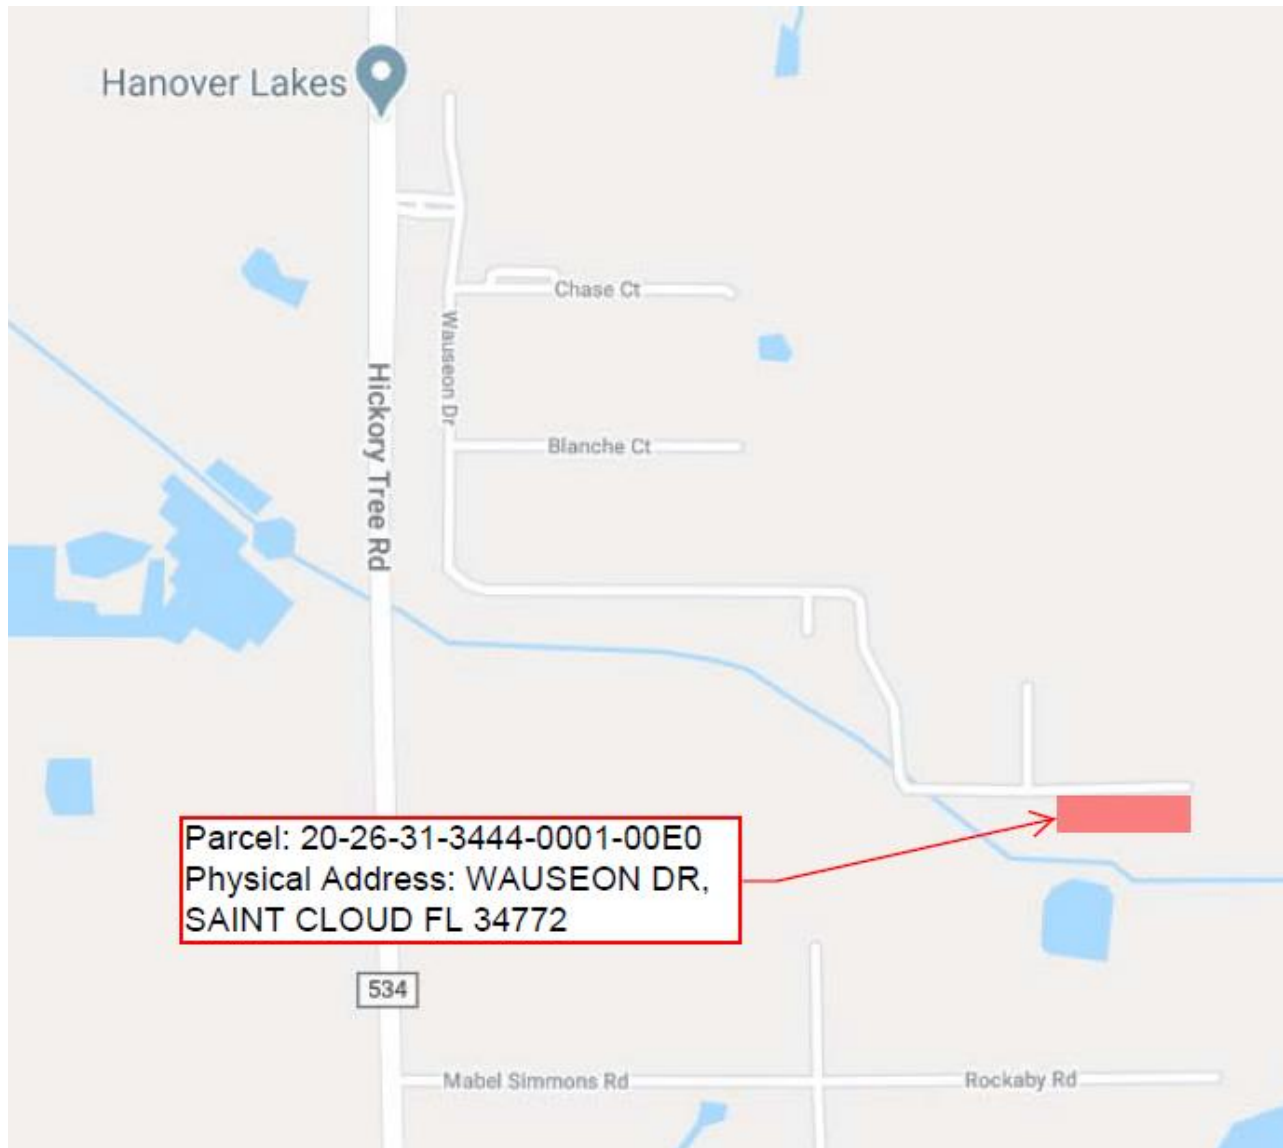 Hanover Lakes
Chase Ct
Wauseon Dr
Hickory Tree Rd
Blanche Ct
Parcel: 20-26-31-3444-0001-00E0
Physical Address: WAUSEON DR,
SAINT CLOUD FL 34772
534
Mabel Simmons Rd
Rockaby Rd